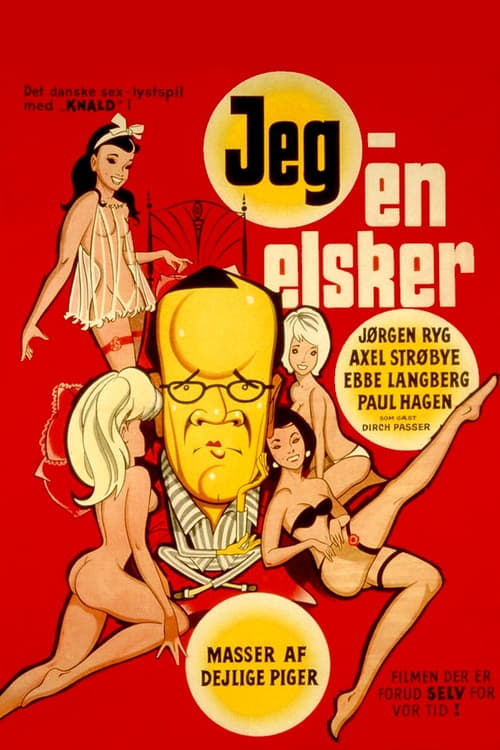 Det danske sex-lystspil
med „KNALD"!
Jeg -
én
elsker
JØRGEN RYG
AXEL STRØBYE
EBBE LANGBERG
PAUL HAGEN
SOM GÆST
DIRCH PASSER
MASSER AF
DEJLIGE PIGER
FILMEN DER ER
FORUD SELV FOR
VOR TID!